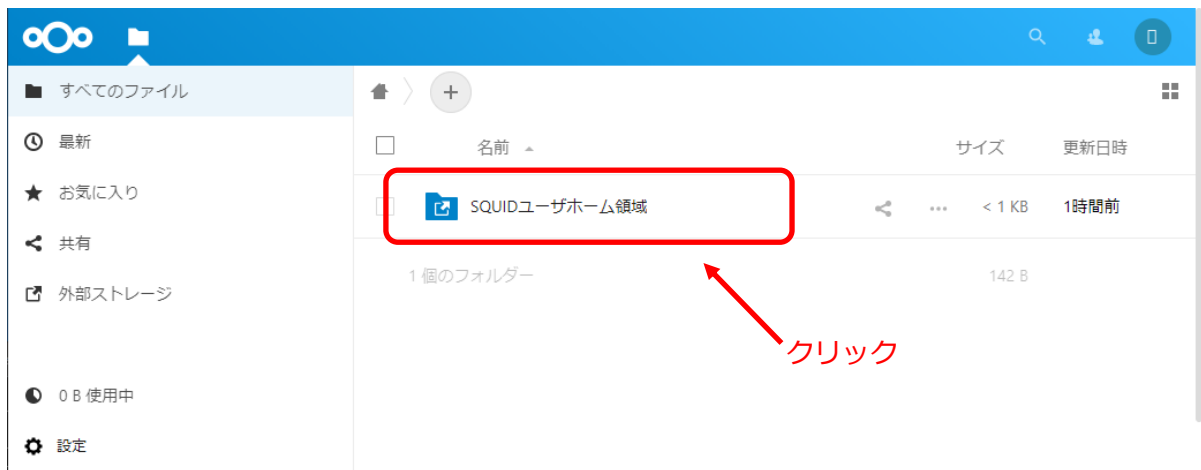 すべてのファイル
最新
お気に入り
共有
外部ストレージ
0 B 使用中
設定
名前 サイズ 更新日時
SQUIDユーザホーム領域 < 1 KB 1時間前
1 個のフォルダー 142 B
クリック